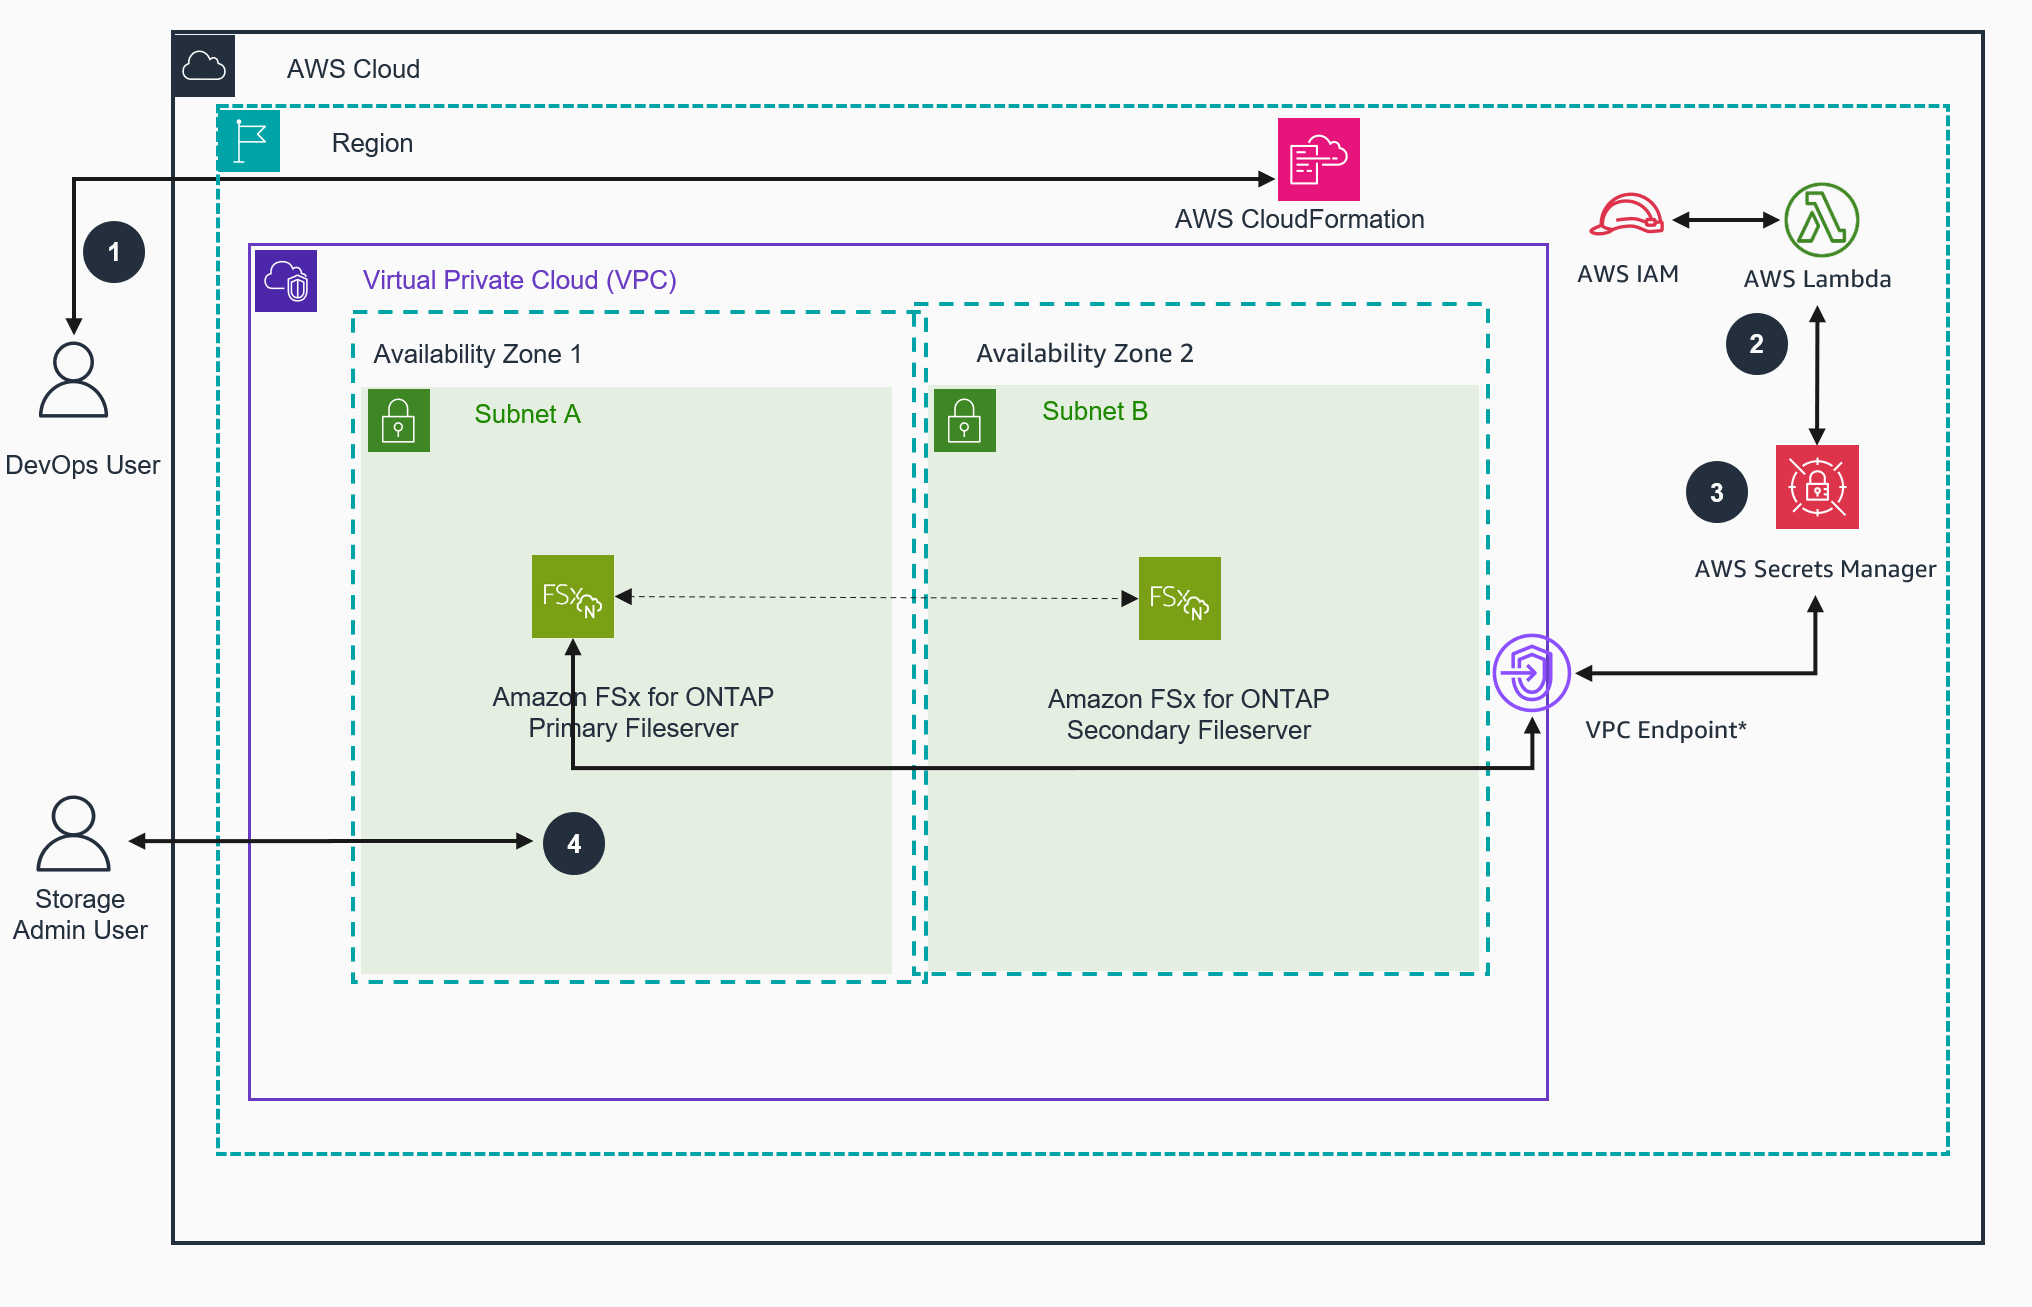 AWS Cloud
Region
AWS CloudFormation
1
AWS IAM
AWS Lambda
Virtual Private Cloud (VPC)
Availability Zone 1
Availability Zone 2
2
Subnet A
Subnet B
DevOps User
3
AWS Secrets Manager
FSx
N
FSx
N
Amazon FSx for ONTAP
Primary Fileserver
Amazon FSx for ONTAP
Secondary Fileserver
VPC Endpoint*
4
Storage
Admin User